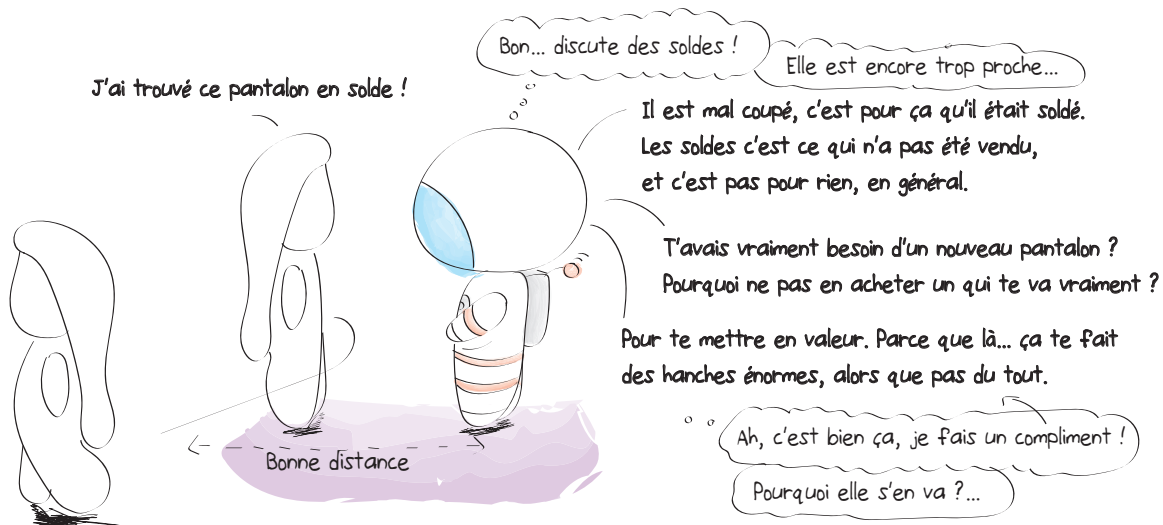 Bon... discute des soldes !
Elle est encore trop proche...
J'ai trouvé ce pantalon en solde !
Il est mal coupé, c'est pour ça qu'il était soldé.
Les soldes c'est ce qui n'a pas été vendu,
et c'est pas pour rien, en général.
T'avais vraiment besoin d'un nouveau pantalon ?
Pourquoi ne pas en acheter un qui te va vraiment ?
Pour te mettre en valeur. Parce que là... ça te fait
des hanches énormes, alors que pas du tout.
Ah, c'est bien ça, je fais un compliment !
Pourquoi elle s'en va ?...
Bonne distance